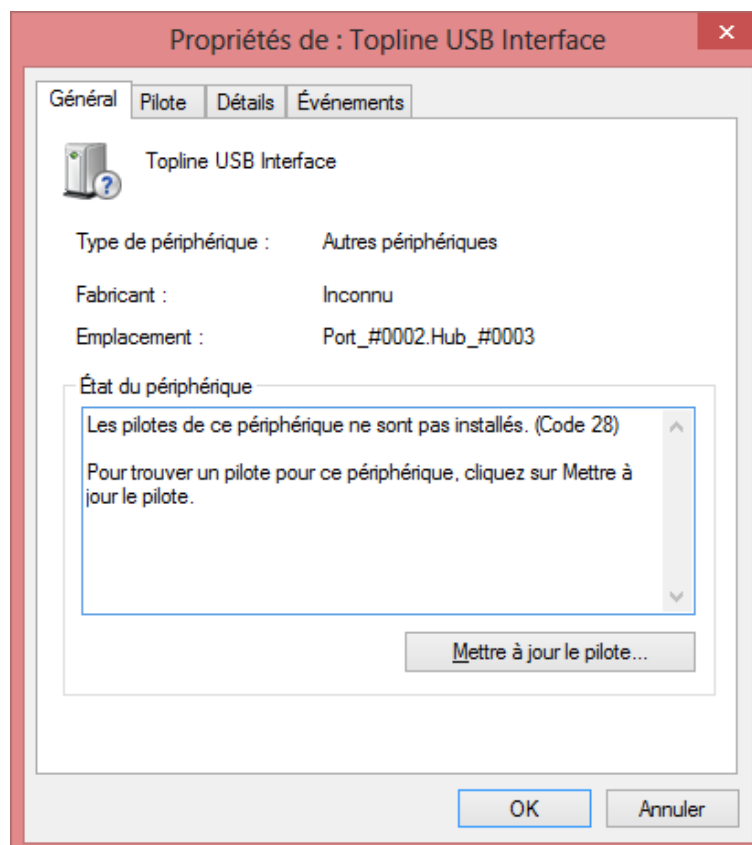 Propriétés de : Topline USB Interface
Général Pilote Détails Événements
Topline USB Interface
Type de périphérique : Autres périphériques
Fabricant : Inconnu
Emplacement : Port_#0002.Hub_#0003
État du périphérique
Les pilotes de ce périphérique ne sont pas installés. (Code 28)
Pour trouver un pilote pour ce périphérique, cliquez sur Mettre à
jour le pilote.
Mettre à jour le pilote...
OK Annuler